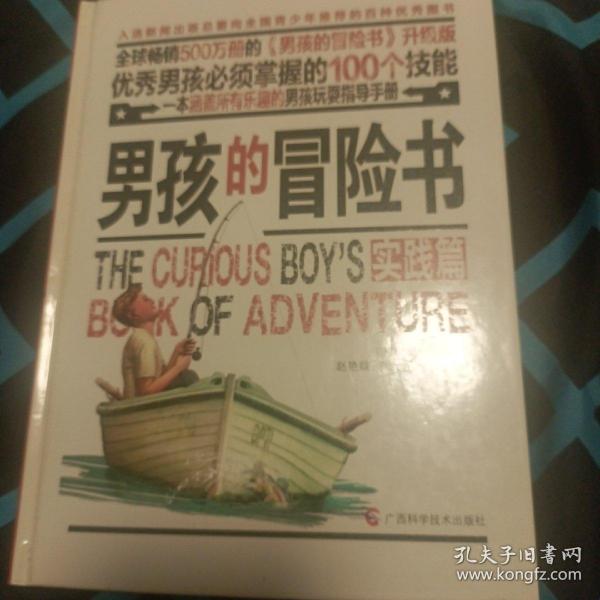 入选新闻出版总署向全国青少年推荐的百种优秀图书
全球畅销500万册的《男孩的冒险书》升级版
优秀男孩必须掌握的100个技能
一本涵盖所有乐趣的男孩玩耍指导手册
男孩的冒险书
THE CURIOUS BOY'S 实践篇
BOOK OF ADVENTURE
广西科学技术出版社
孔夫子旧书网
www.kongfz.com